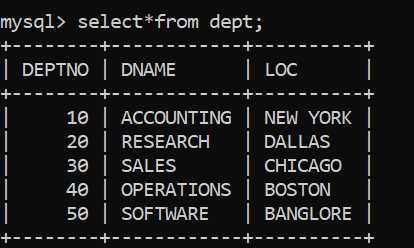 mysql> select*from dept;
+--------+------------+----------+
| DEPTNO | DNAME      | LOC      |
+--------+------------+----------+
|     10 | ACCOUNTING | NEW YORK |
|     20 | RESEARCH   | DALLAS   |
|     30 | SALES      | CHICAGO  |
|     40 | OPERATIONS | BOSTON   |
|     50 | SOFTWARE   | BANGLORE |
+--------+------------+----------+